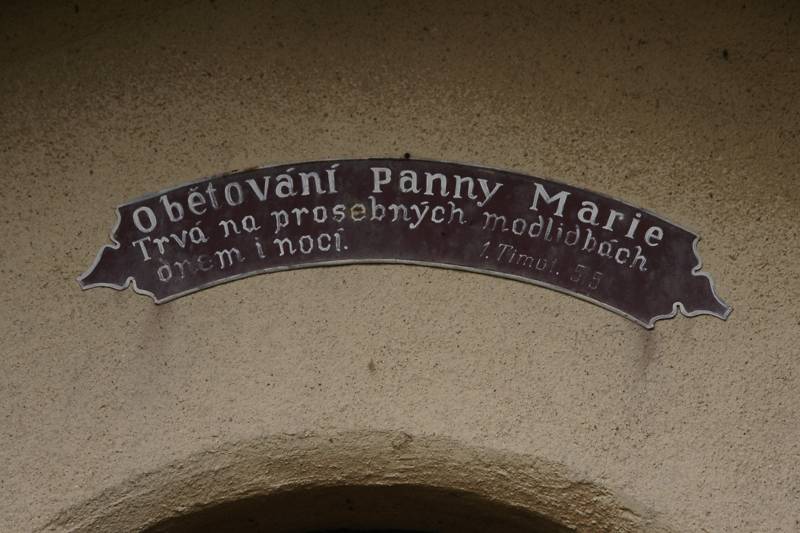 Obětování Panny Marie
Trvá na prosebných modlidbách
dnem i nocí.
1. Timot. 5.5